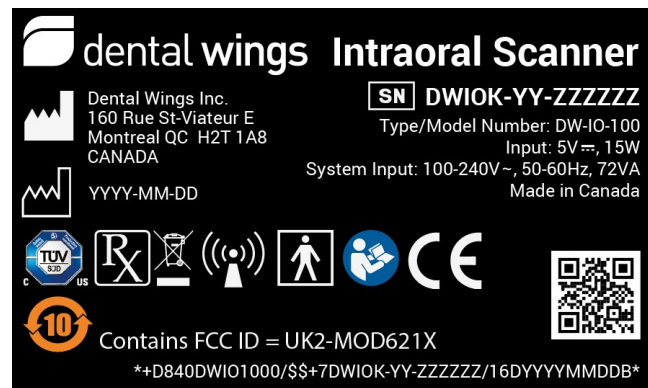 dental wings Intraoral Scanner
Dental Wings Inc.
160 Rue St-Viateur E
Montreal QC H2T 1A8
CANADA
YYYY-MM-DD
SN DWIOK-YY-ZZZZZZ
Type/Model Number: DW-IO-100
Input: 5V⎓, 15W
System Input: 100-240V~, 50-60Hz, 72VA
Made in Canada
TÜV
SÜD
C US
Rx
CE
10
Contains FCC ID = UK2-MOD621X
*+D840DWIO1000/$$+7DWIOK-YY-ZZZZZZ/16DYYYYMMDDB*